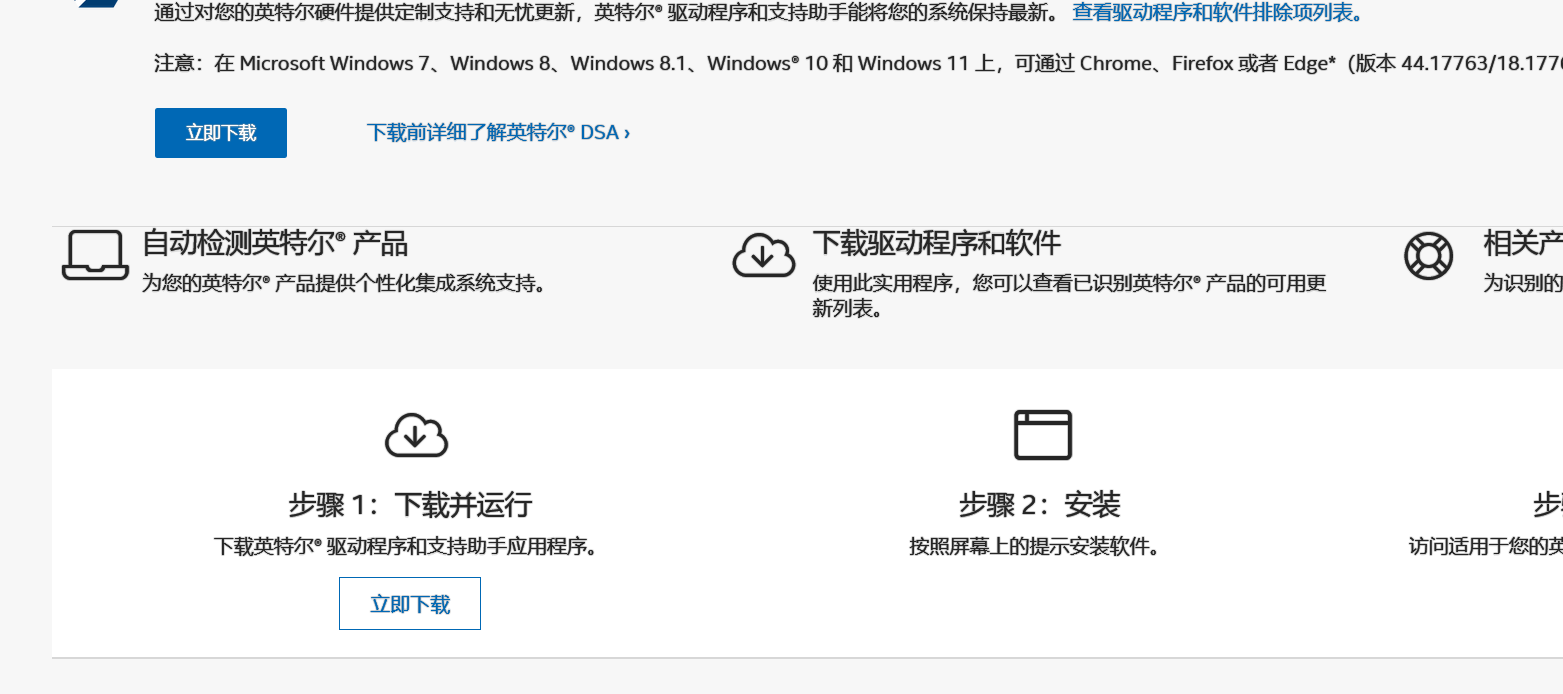 通过对您的英特尔硬件提供定制支持和无忧更新，英特尔® 驱动程序和支持助手能将您的系统保持最新。 查看驱动程序和软件排除项列表。
注意：在 Microsoft Windows 7、Windows 8、Windows 8.1、Windows® 10 和 Windows 11 上，可通过 Chrome、Firefox 或者 Edge*（版本 44.17763/18.1776
立即下载
下载前详细了解英特尔® DSA ›
自动检测英特尔® 产品
为您的英特尔® 产品提供个性化集成系统支持。
下载驱动程序和软件
使用此实用程序，您可以查看已识别英特尔® 产品的可用更
新列表。
相关产
为识别的
步骤 1：下载并运行
下载英特尔® 驱动程序和支持助手应用程序。
立即下载
步骤 2：安装
按照屏幕上的提示安装软件。
步
访问适用于您的英